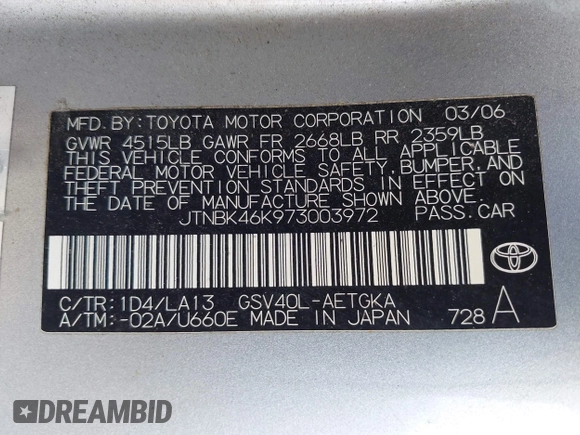 MFD.BY:TOYOTA MOTOR CORPORATION 03/06
GVWR 4515LB GAWR FR 2668LB RR 2359LB
THIS VEHICLE CONFORMS TO ALL APPLICABLE
FEDERAL MOTOR VEHICLE SAFETY,BUMPER,AND
THEFT PREVENTION STANDARDS IN EFFECT ON
THE DATE OF MANUFACTURE SHOWN ABOVE.
JTNBK46K973003972 PASS.CAR
C/TR:1D4/LA13 GSV40L-AETGKA
A/TM:-02A/U660E MADE IN JAPAN 728 A
DREAMBID